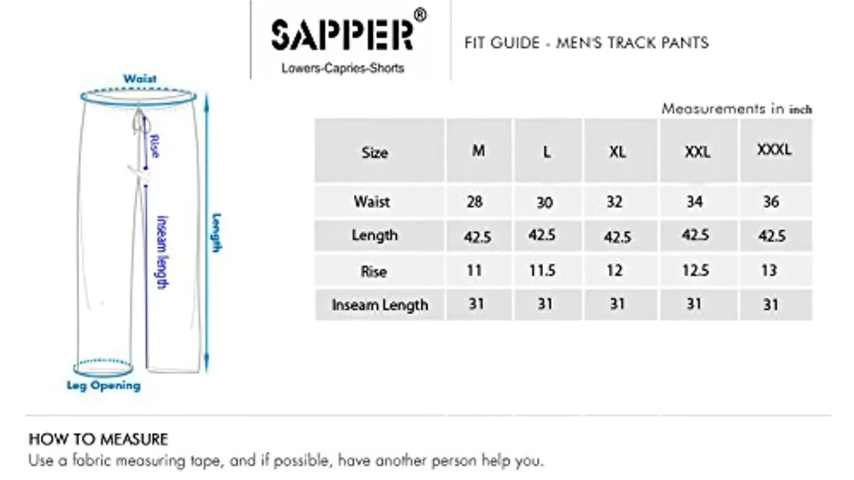 SAPPER®
Lowers-Capries-Shorts
FIT GUIDE - MEN'S TRACK PANTS
Measurements in inch
Waist
Rise
inseam length
Length
Leg Opening
Size M L XL XXL XXXL
Waist 28 30 32 34 36
Length 42.5 42.5 42.5 42.5 42.5
Rise 11 11.5 12 12.5 13
Inseam Length 31 31 31 31 31
HOW TO MEASURE
Use a fabric measuring tape, and if possible, have another person help you.